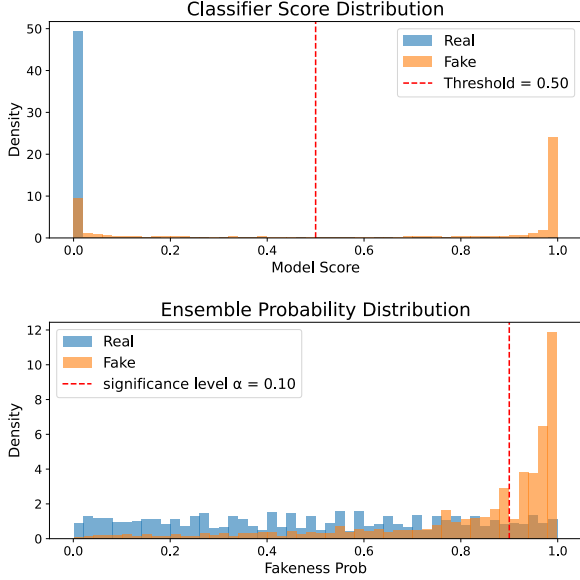 Classifier Score Distribution
50
40
30
20
10
0
Density
Real
Fake
Threshold = 0.50
0.0 0.2 0.4 0.6 0.8 1.0
Model Score
Ensemble Probability Distribution
12
10
8
6
4
2
0
Density
Real
Fake
significance level α = 0.10
0.0 0.2 0.4 0.6 0.8 1.0
Fakeness Prob